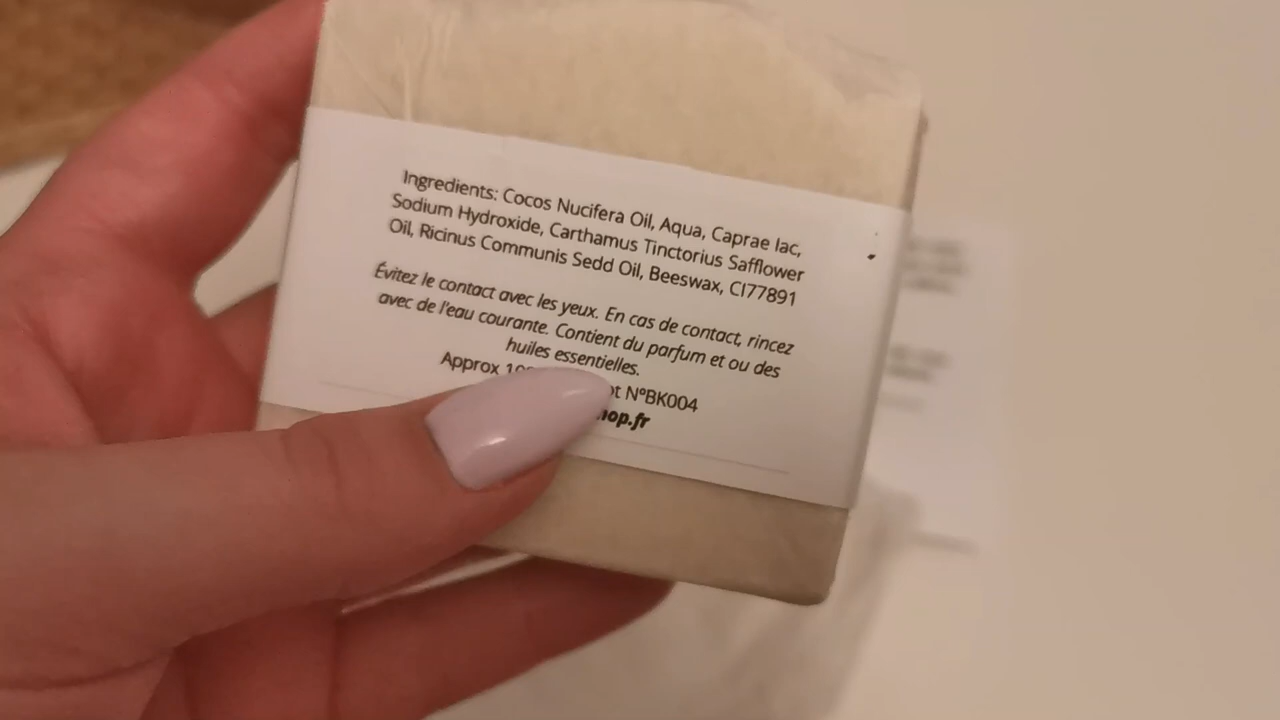 Ingredients: Cocos Nucifera Oil, Aqua, Caprae lac,
Sodium Hydroxide, Carthamus Tinctorius Safflower
Oil, Ricinus Communis Sedd Oil, Beeswax, CI77891
Évitez le contact avec les yeux. En cas de contact, rincez
avec de l'eau courante. Contient du parfum et ou des
huiles essentielles.
Approx N°BK004